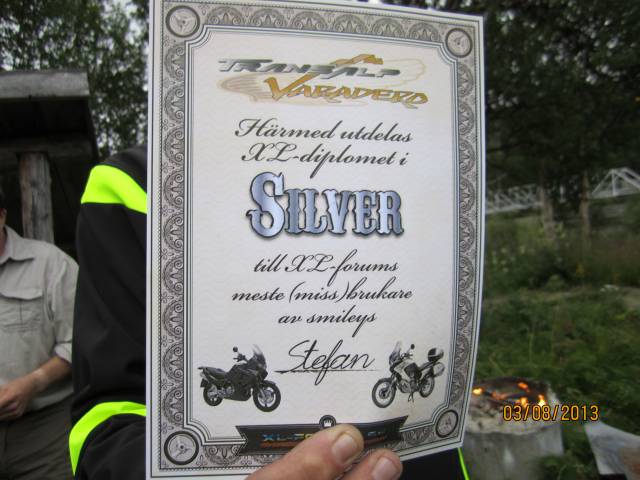 TRANSALP
VARADERO
Härmed utdelas
XL-diplomet i
SILVER
till XL-forums
meste (miss)brukare
av smileys
Stefan
03/08/2013